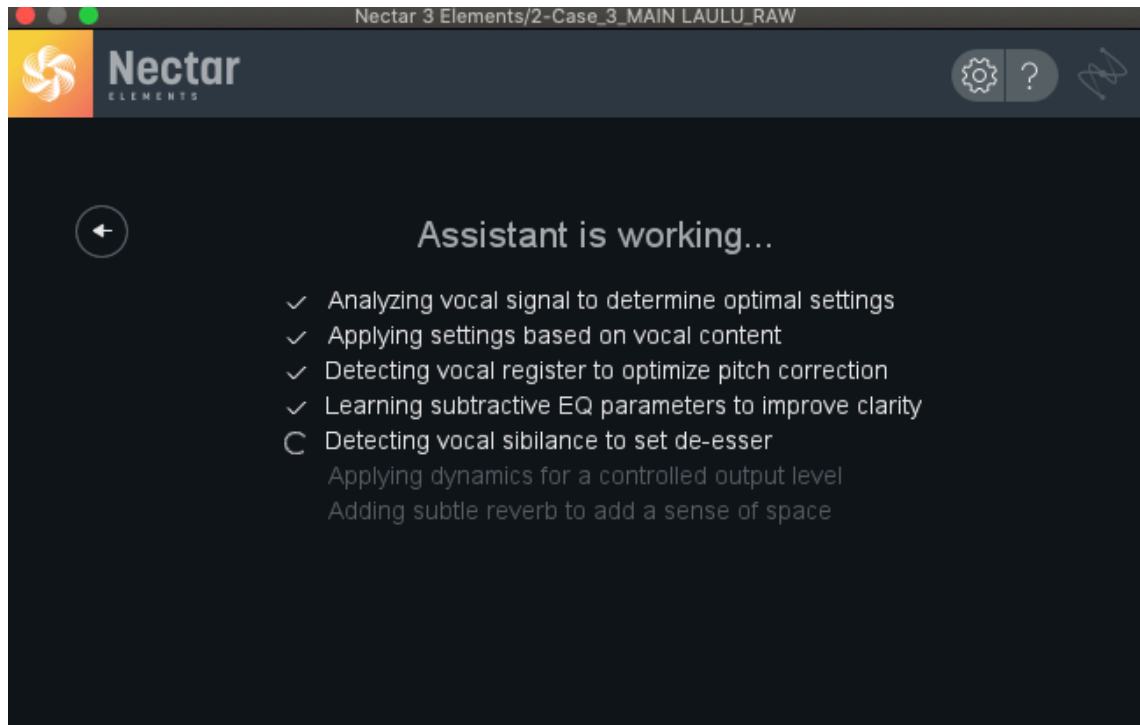 Nectar 3 Elements/2-Case_3_MAIN LAULU_RAW
Nectar
ELEMENTS
?
Assistant is working...
Analyzing vocal signal to determine optimal settings
Applying settings based on vocal content
Detecting vocal register to optimize pitch correction
Learning subtractive EQ parameters to improve clarity
Detecting vocal sibilance to set de-esser
Applying dynamics for a controlled output level
Adding subtle reverb to add a sense of space